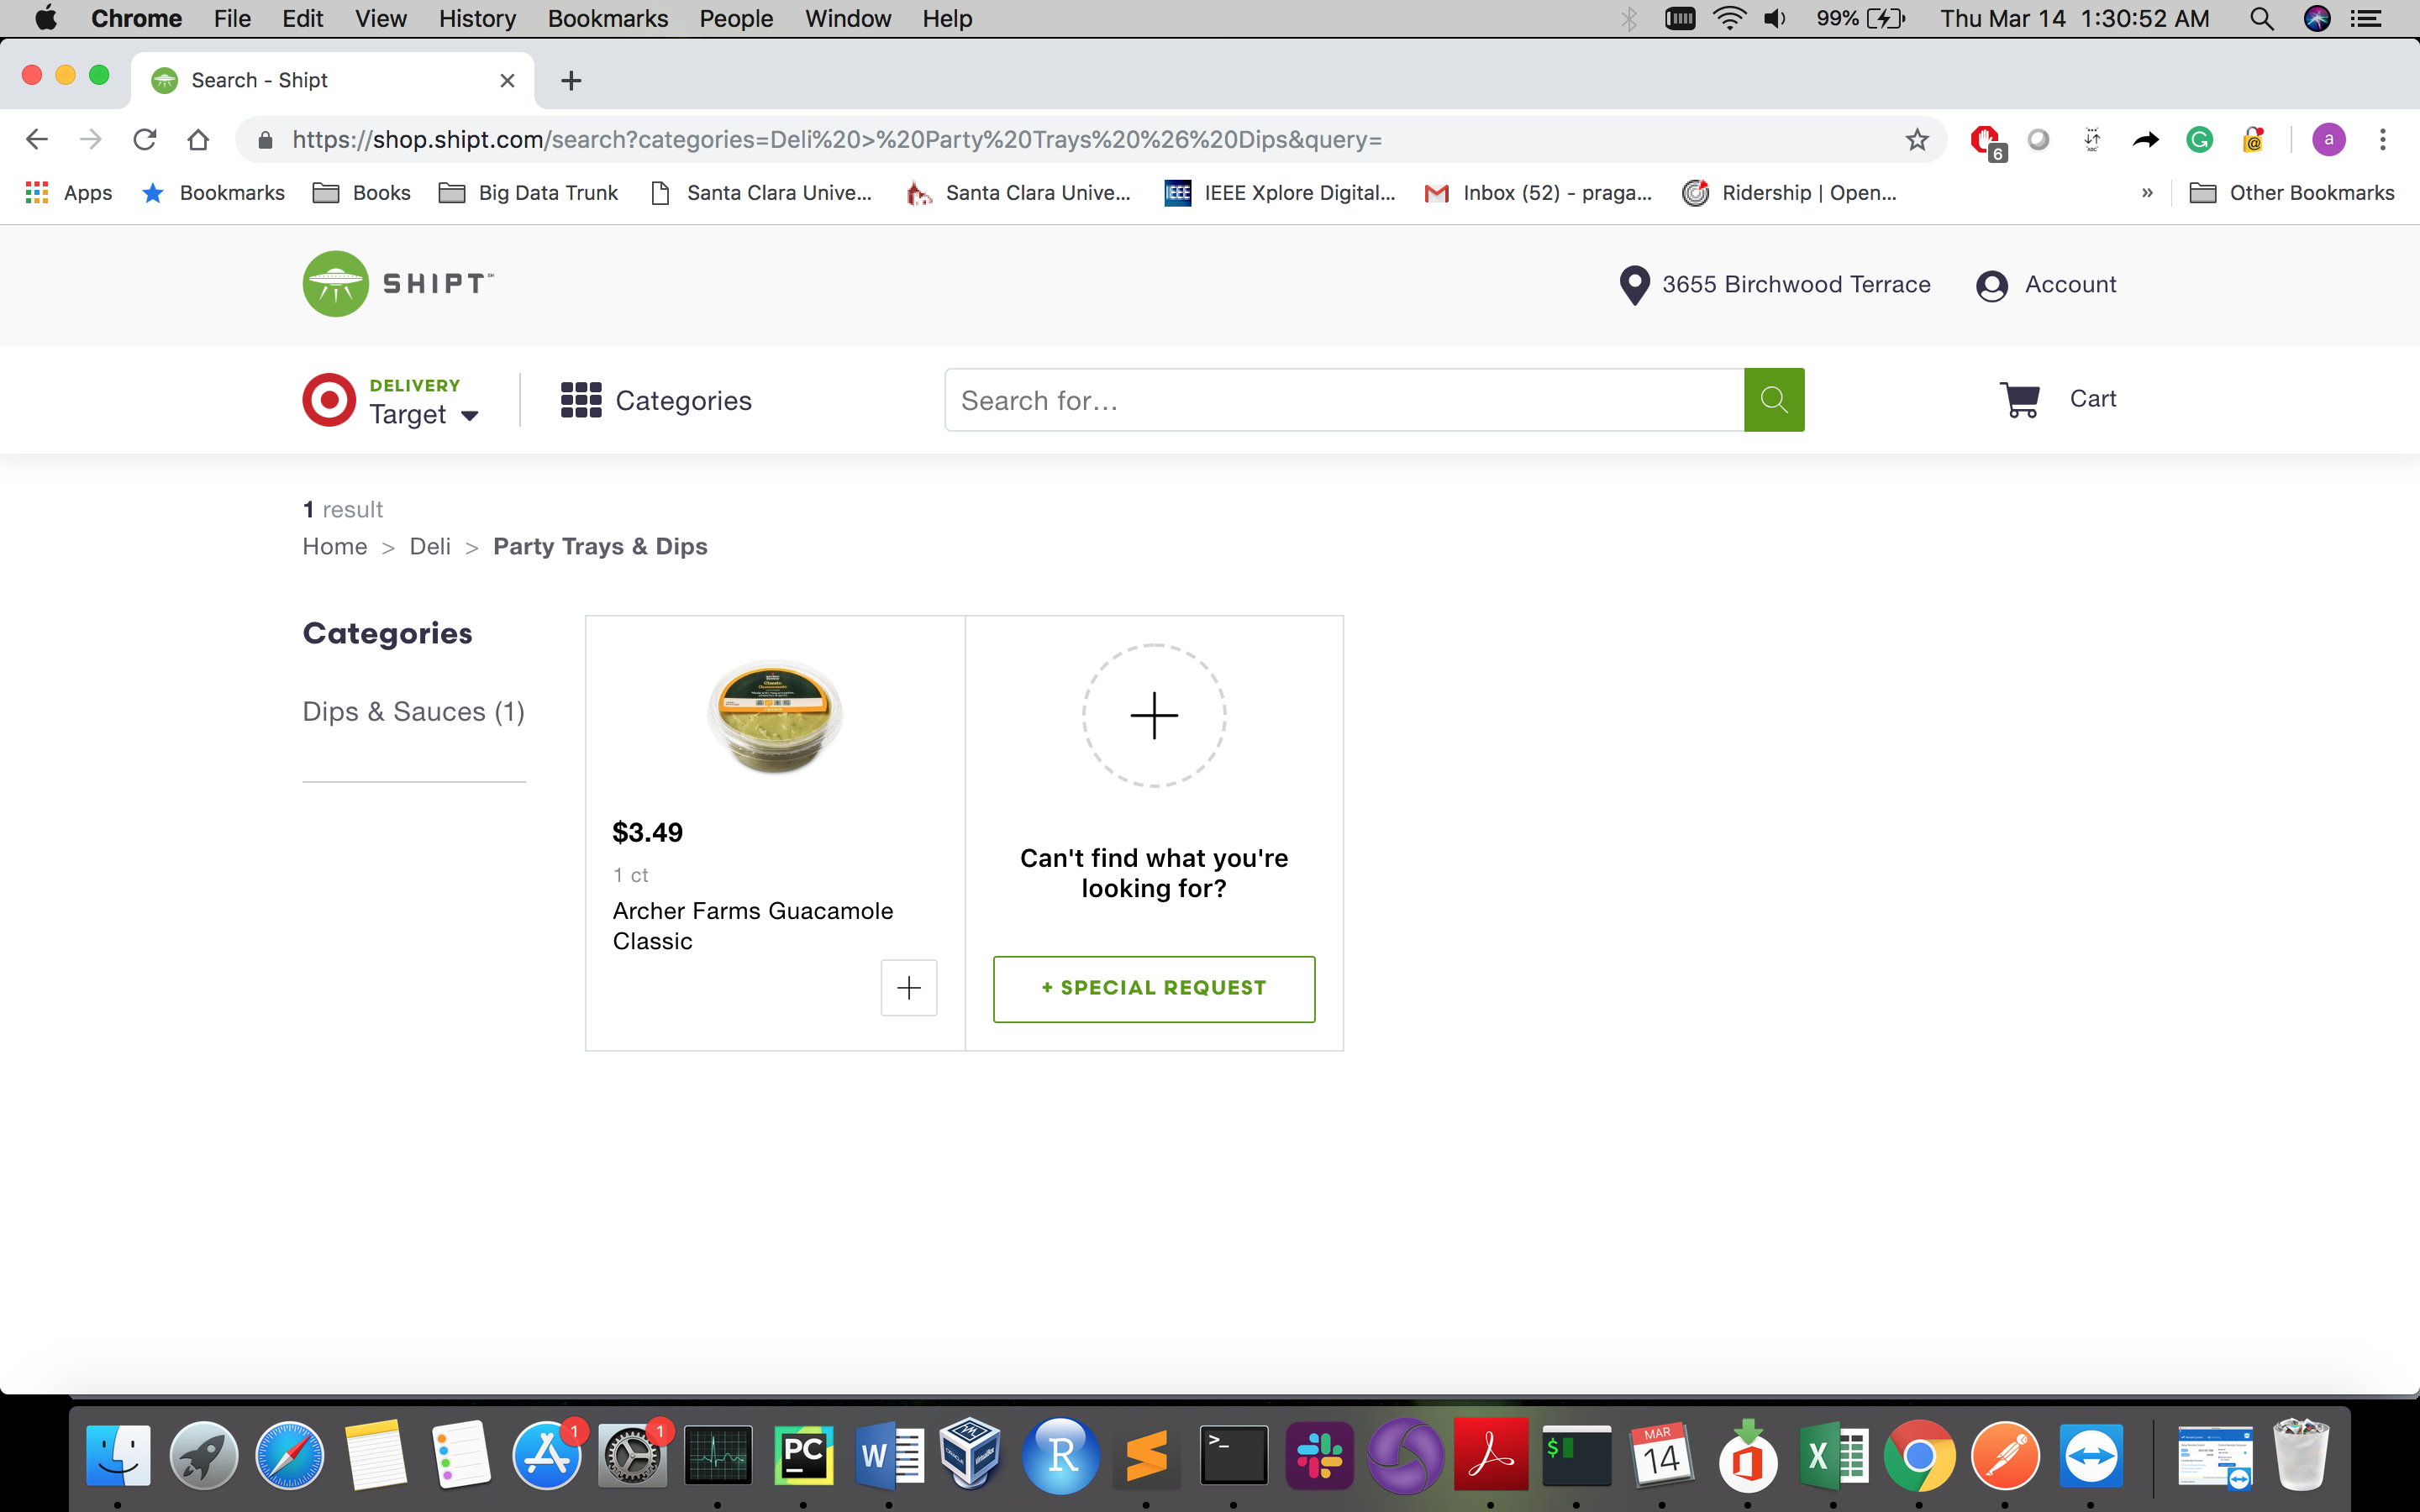 Chrome File Edit View History Bookmarks People Window Help 99% Thu Mar 14 1:30:52 AM
Search - Shipt
https://shop.shipt.com/search?categories=Deli%20>%20Party%20Trays%20%26%20Dips&query=
6
a
Apps Bookmarks Books Big Data Trunk Santa Clara Unive... Santa Clara Unive... IEEE IEEE Xplore Digital... Inbox (52) - praga... Ridership | Open... » Other Bookmarks
SHIPT 3655 Birchwood Terrace Account
DELIVERY
Target Categories Search for... Cart
1 result
Home > Deli > Party Trays & Dips
Categories
Dips & Sauces (1)
Classic
Guacamole
$3.49
1 ct
Archer Farms Guacamole
Classic
Can't find what you're
looking for?
+ SPECIAL REQUEST
1 1 PC W R >_ $ MAR 14 X